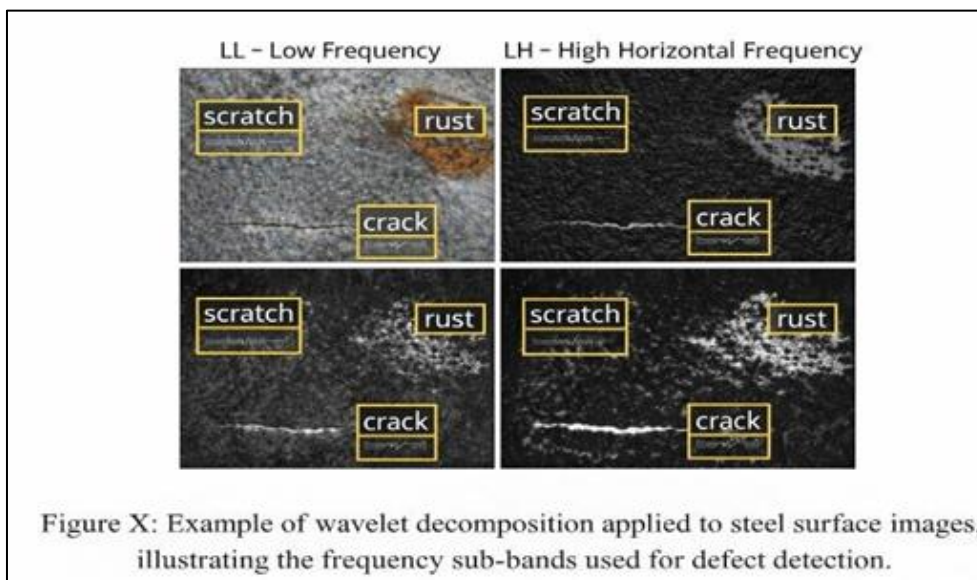 LL – Low Frequency
LH – High Horizontal Frequency
scratch
rust
crack
scratch
rust
crack
scratch
rust
crack
scratch
rust
crack
Figure X: Example of wavelet decomposition applied to steel surface images,
illustrating the frequency sub-bands used for defect detection.